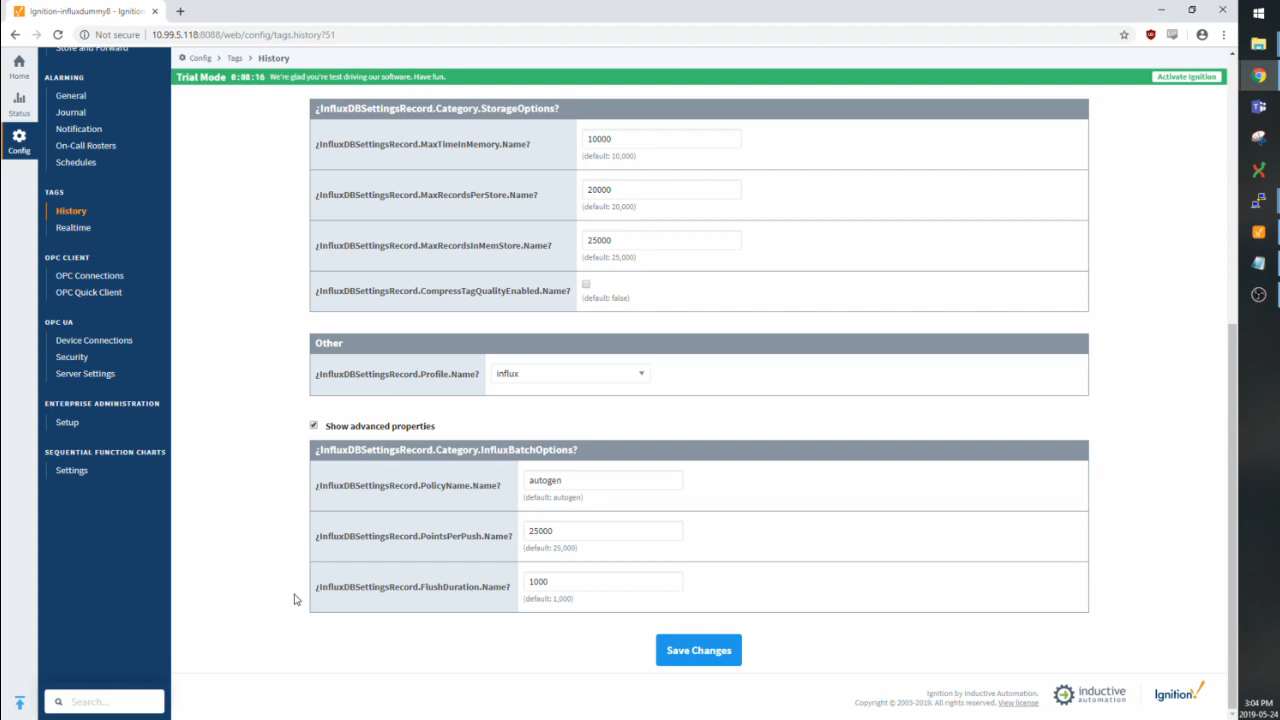 Ignition-influxdummy8 - Ignition
Not secure | 10.99.5.118:8088/web/config/tags.history?51
Home
Status
Config
Store and Forward
ALARMING
General
Journal
Notification
On-Call Rosters
Schedules
TAGS
History
Realtime
OPC CLIENT
OPC Connections
OPC Quick Client
OPC UA
Device Connections
Security
Server Settings
ENTERPRISE ADMINISTRATION
Setup
SEQUENTIAL FUNCTION CHARTS
Settings
Search...
Config > Tags > History
Trial Mode 0:08:16 We're glad you're test driving our software. Have fun.
Activate Ignition
¿InfluxDBSettingsRecord.Category.StorageOptions?
¿InfluxDBSettingsRecord.MaxTimeInMemory.Name?
10000
(default: 10,000)
¿InfluxDBSettingsRecord.MaxRecordsPerStore.Name?
20000
(default: 20,000)
¿InfluxDBSettingsRecord.MaxRecordsInMemStore.Name?
25000
(default: 25,000)
¿InfluxDBSettingsRecord.CompressTagQualityEnabled.Name?
(default: false)
Other
¿InfluxDBSettingsRecord.Profile.Name?
influx
Show advanced properties
¿InfluxDBSettingsRecord.Category.InfluxBatchOptions?
¿InfluxDBSettingsRecord.PolicyName.Name?
autogen
(default: autogen)
¿InfluxDBSettingsRecord.PointsPerPush.Name?
25000
(default: 25,000)
¿InfluxDBSettingsRecord.FlushDuration.Name?
1000
(default: 1,000)
Save Changes
Ignition by Inductive Automation.
Copyright © 2003-2019. All rights reserved. View license
inductive
automation
Ignition
3:04 PM
2019-05-24